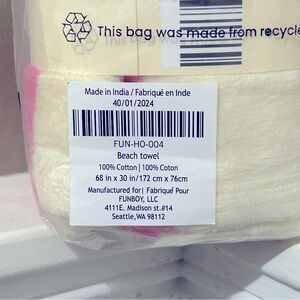 This bag was made from recycle
This bag
Made in India / Fabriqué en Inde
40/01/2024
FUN-HO-004
Beach towel
100% Cotton | 100% Coton
68 in x 30 in/172 cm x 76cm
Manufactured for| Fabriqué Pour
FUNBOY, LLC
4111E. Madison st.#14
Seattle,WA 98112